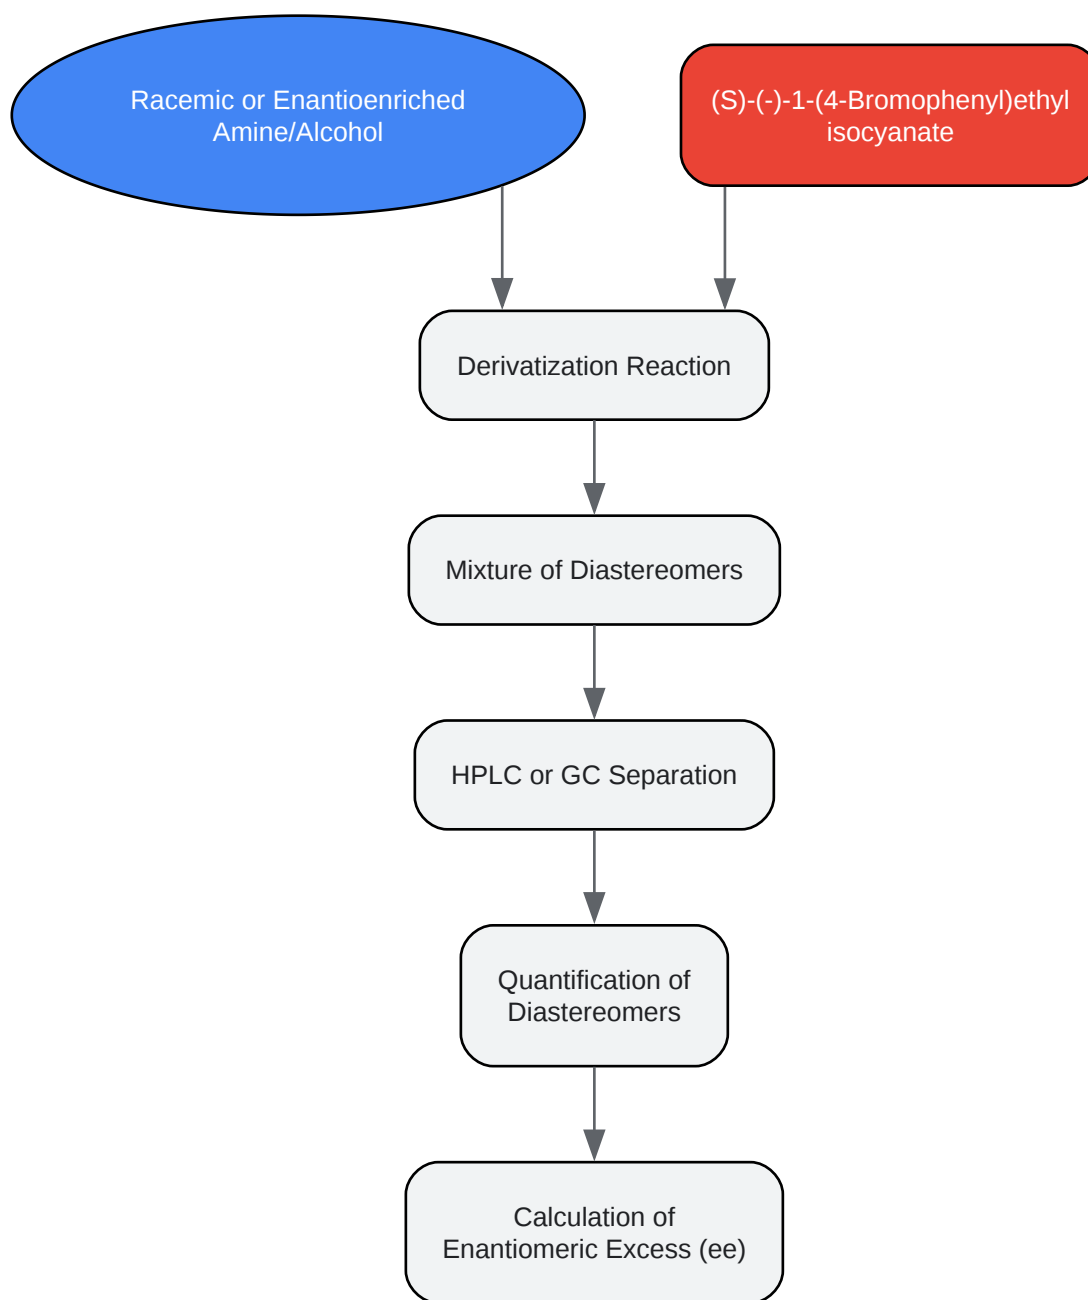 Racemic or Enantioenriched
Amine/Alcohol
(S)-(-)-1-(4-Bromophenyl)ethyl
isocyanate
Derivatization Reaction
Mixture of Diastereomers
HPLC or GC Separation
Quantification of
Diastereomers
Calculation of
Enantiomeric Excess (ee)